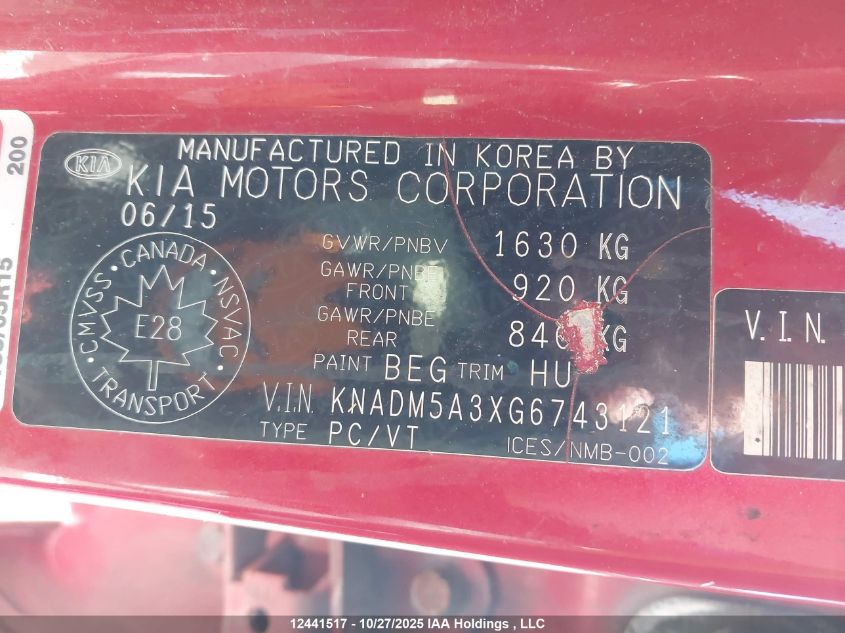 200
KIA
MANUFACTURED IN KOREA BY
KIA MOTORS CORPORATION
06/15
GVWR/PNBV 1630 KG
GAWR/PNBE
FRONT 920 KG
GAWR/PNBE
REAR KG
PAINT BEG TRIM HU
V.I.N. KNADM5A3XG6743121
TYPE PC/VT ICES/NMB-002
CANADA
CMVSS
NSVAC
E28
TRANSPORT
V.I.N.
12441517 - 10/27/2025 IAA Holdings , LLC